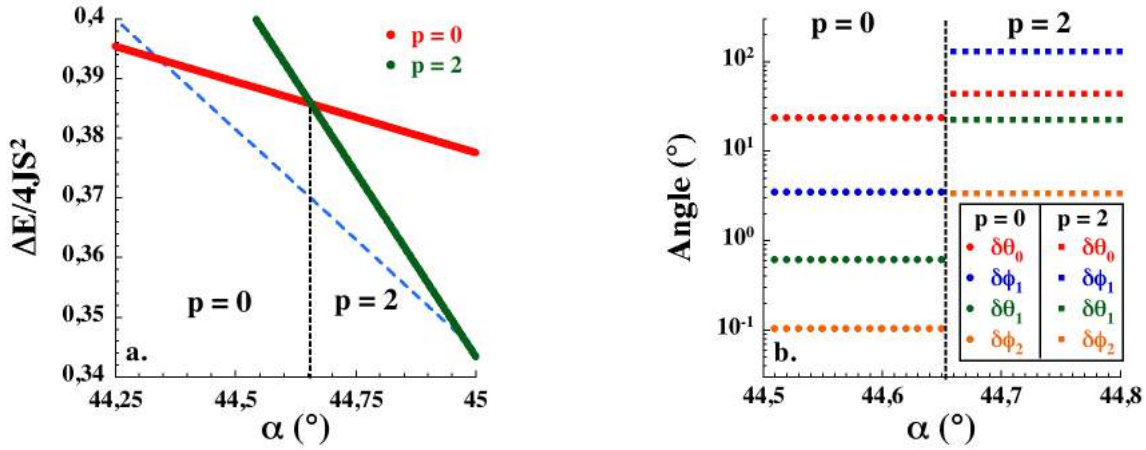 0,4
0,39
0,38
0,37
0,36
0,35
0,34
ΔE/4JS²
p = 0
p = 2
p = 0
p = 2
a.
44,25
44,5
44,75
45
α (°)
p = 0
p = 2
10²
10¹
10⁰
10⁻¹
Angle (°)
p = 0
p = 2
δθ₀
δθ₀
δϕ₁
δϕ₁
δθ₁
δθ₁
δϕ₂
δϕ₂
b.
44,5
44,6
44,7
44,8
α (°)